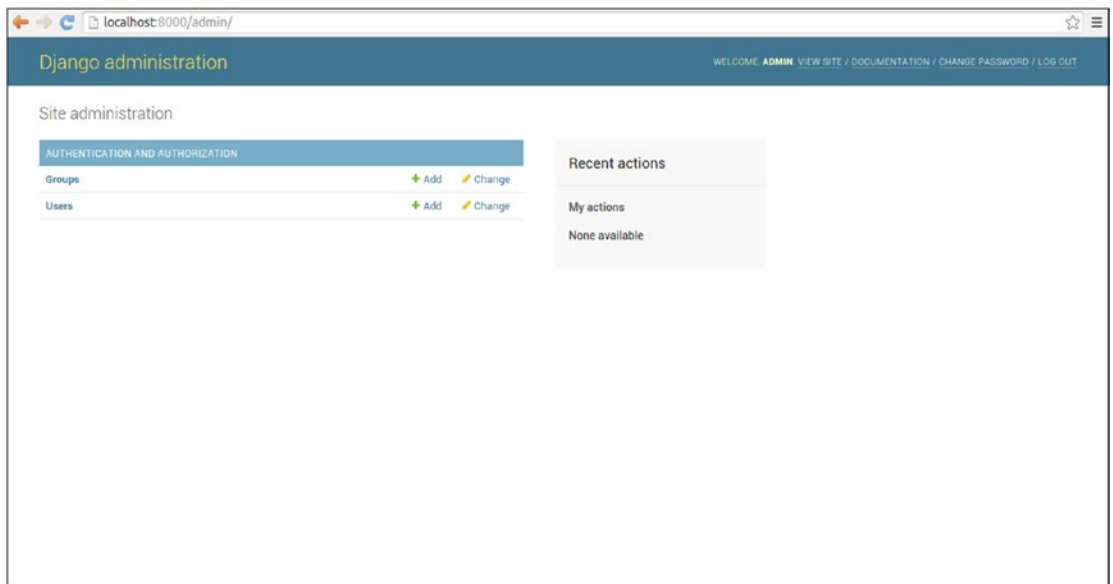 localhost:8000/admin/
Django administration
WELCOME, ADMIN. VIEW SITE / DOCUMENTATION / CHANGE PASSWORD / LOG OUT
Site administration
AUTHENTICATION AND AUTHORIZATION
Groups + Add Change
Users + Add Change
Recent actions
My actions
None available